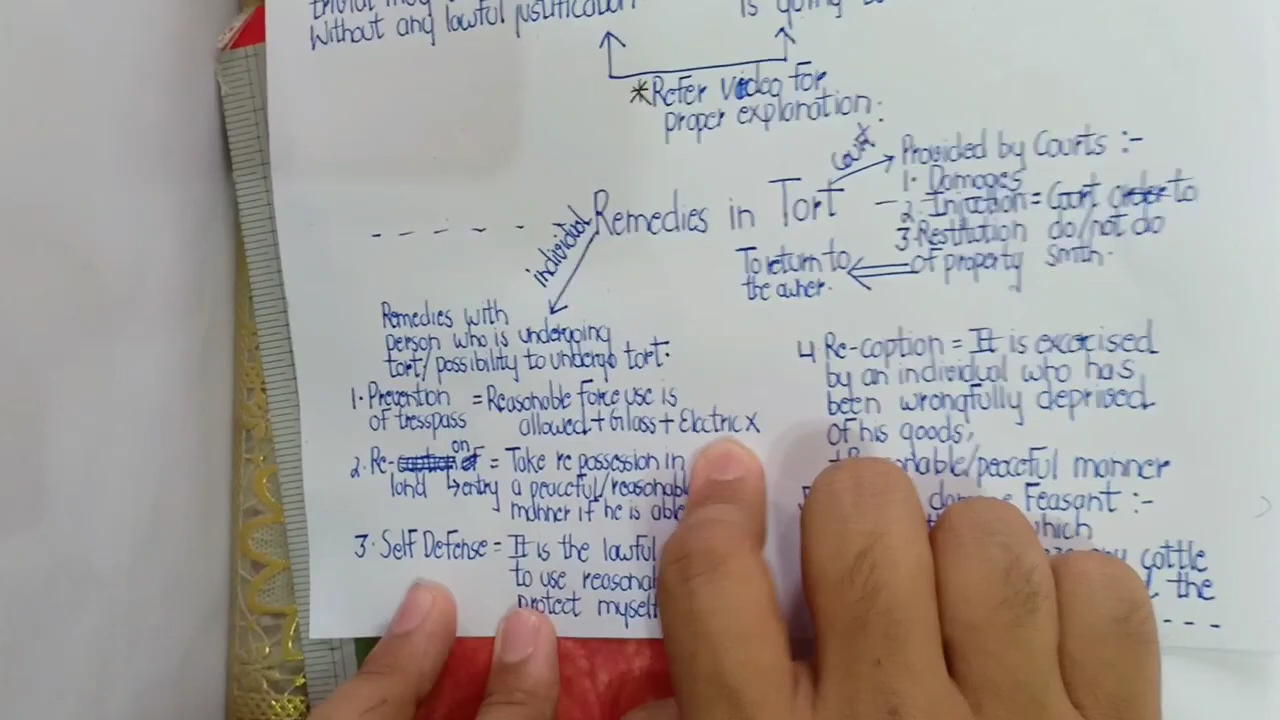 Without any lawful justification
is going
*Refer video for
proper explanation.
Remedies in Tort
Court
Provided by Courts :-
1. Damages
2. Injunction = Court order to
do/not do
smth.
3. Restitution
of property
To return to
the owner.
individual
Remedies with
person who is undergoing
tort/possibility to undergo tort.
1. Prevention = Reasonable force use is
of tresspass allowed + Glass + Electric x
2. Re- on = Take re possession in
land ↳entry a peaceful/reasonable
manner if he is able
3. Self Defense = It is the lawful
to use
protect myself
4 Re-caption = It is exercised
by an individual who has
been wrongfully deprived
of his goods,
/peaceful manner
Feasant :-
which
any cattle
the